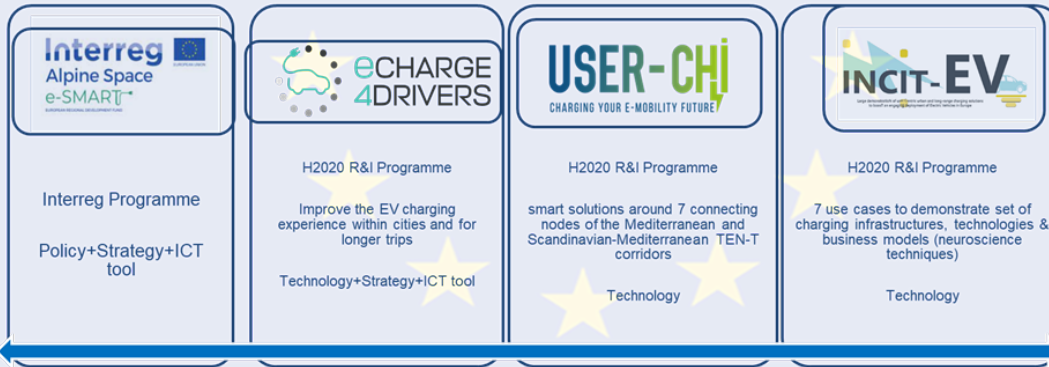 Interreg
EUROPEAN UNION
Alpine Space
e-SMART
EUROPEAN REGIONAL DEVELOPMENT FUND
Interreg Programme
Policy+Strategy+ICT
tool
eCHARGE
4DRIVERS
H2020 R&I Programme
Improve the EV charging
experience within cities and for
longer trips
Technology+Strategy+ICT tool
USER-CHI
CHARGING YOUR E-MOBILITY FUTURE
H2020 R&I Programme
smart solutions around 7 connecting
nodes of the Mediterranean and
Scandinavian-Mediterranean TEN-T
corridors
Technology
INCIT-EV
H2020 R&I Programme
7 use cases to demonstrate set of
charging infrastructures, technologies &
business models (neuroscience
techniques)
Technology